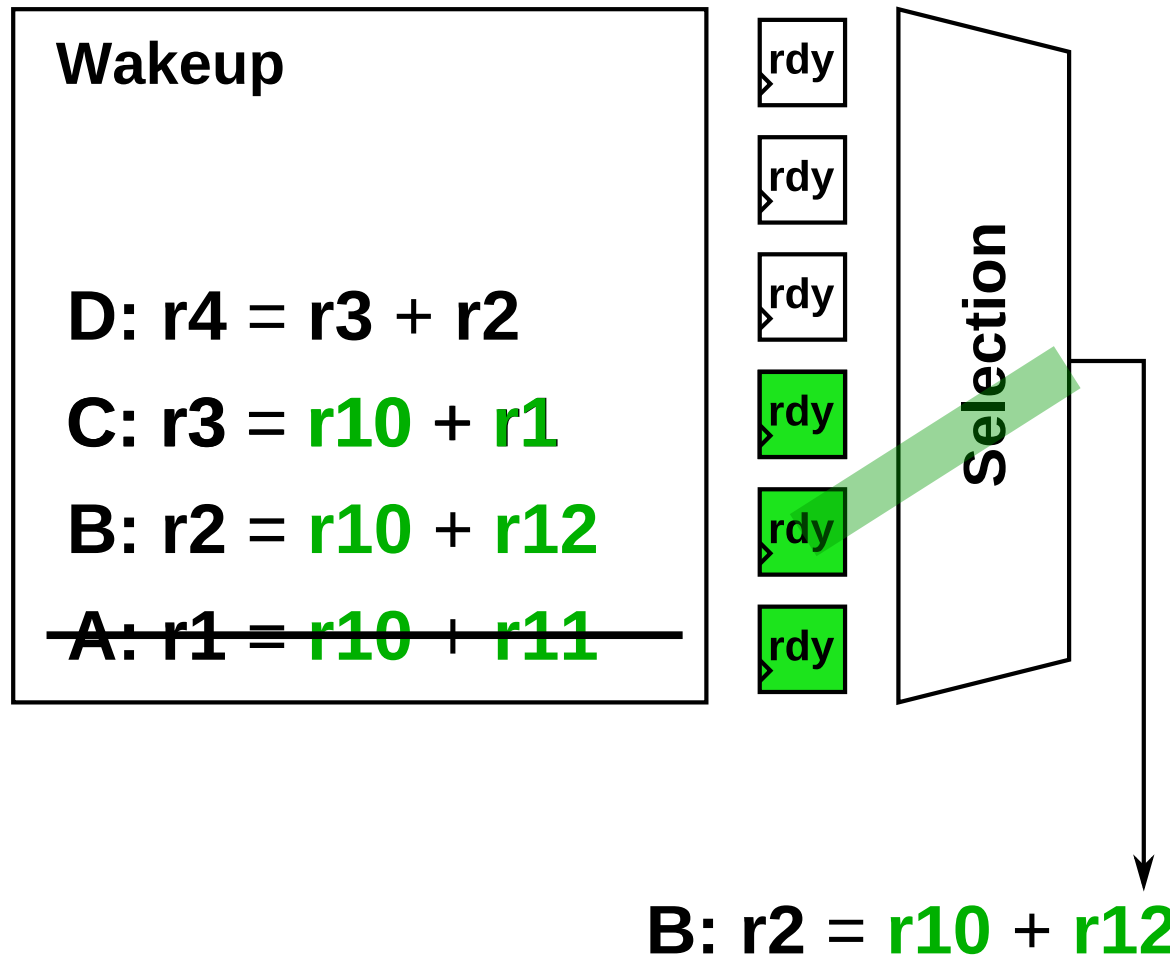 Wakeup
rdy
rdy
rdy
D: r4 = r3 + r2
C: r3 = r10 + r1
rdy
B: r2 = r10 + r12
rdy
A: r1 = r10 + r11
rdy
Selection
B: r2 = r10 + r12